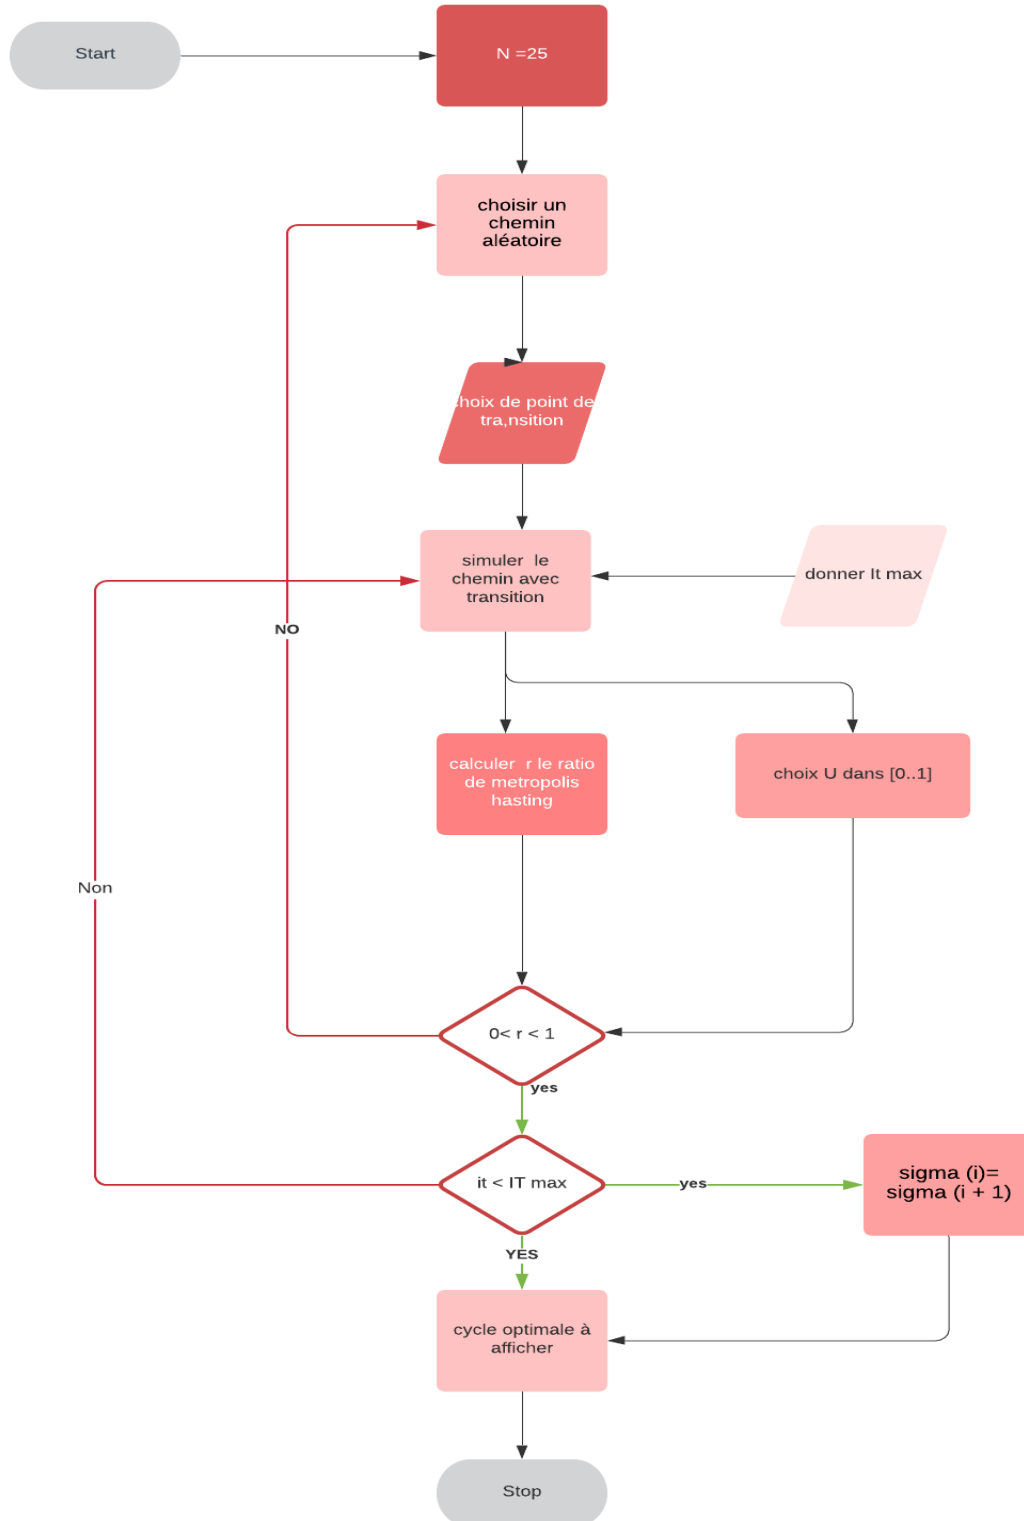 Start
N =25
choisir un
chemin
aléatoire
choix de point de
tra,nsition
simuler  le
chemin avec
transition
donner It max
NO
calculer  r le ratio
de metropolis
hasting
choix U dans [0..1]
Non
0< r < 1
yes
it < IT max
yes
sigma (i)=
sigma (i + 1)
YES
cycle optimale à
afficher
Stop